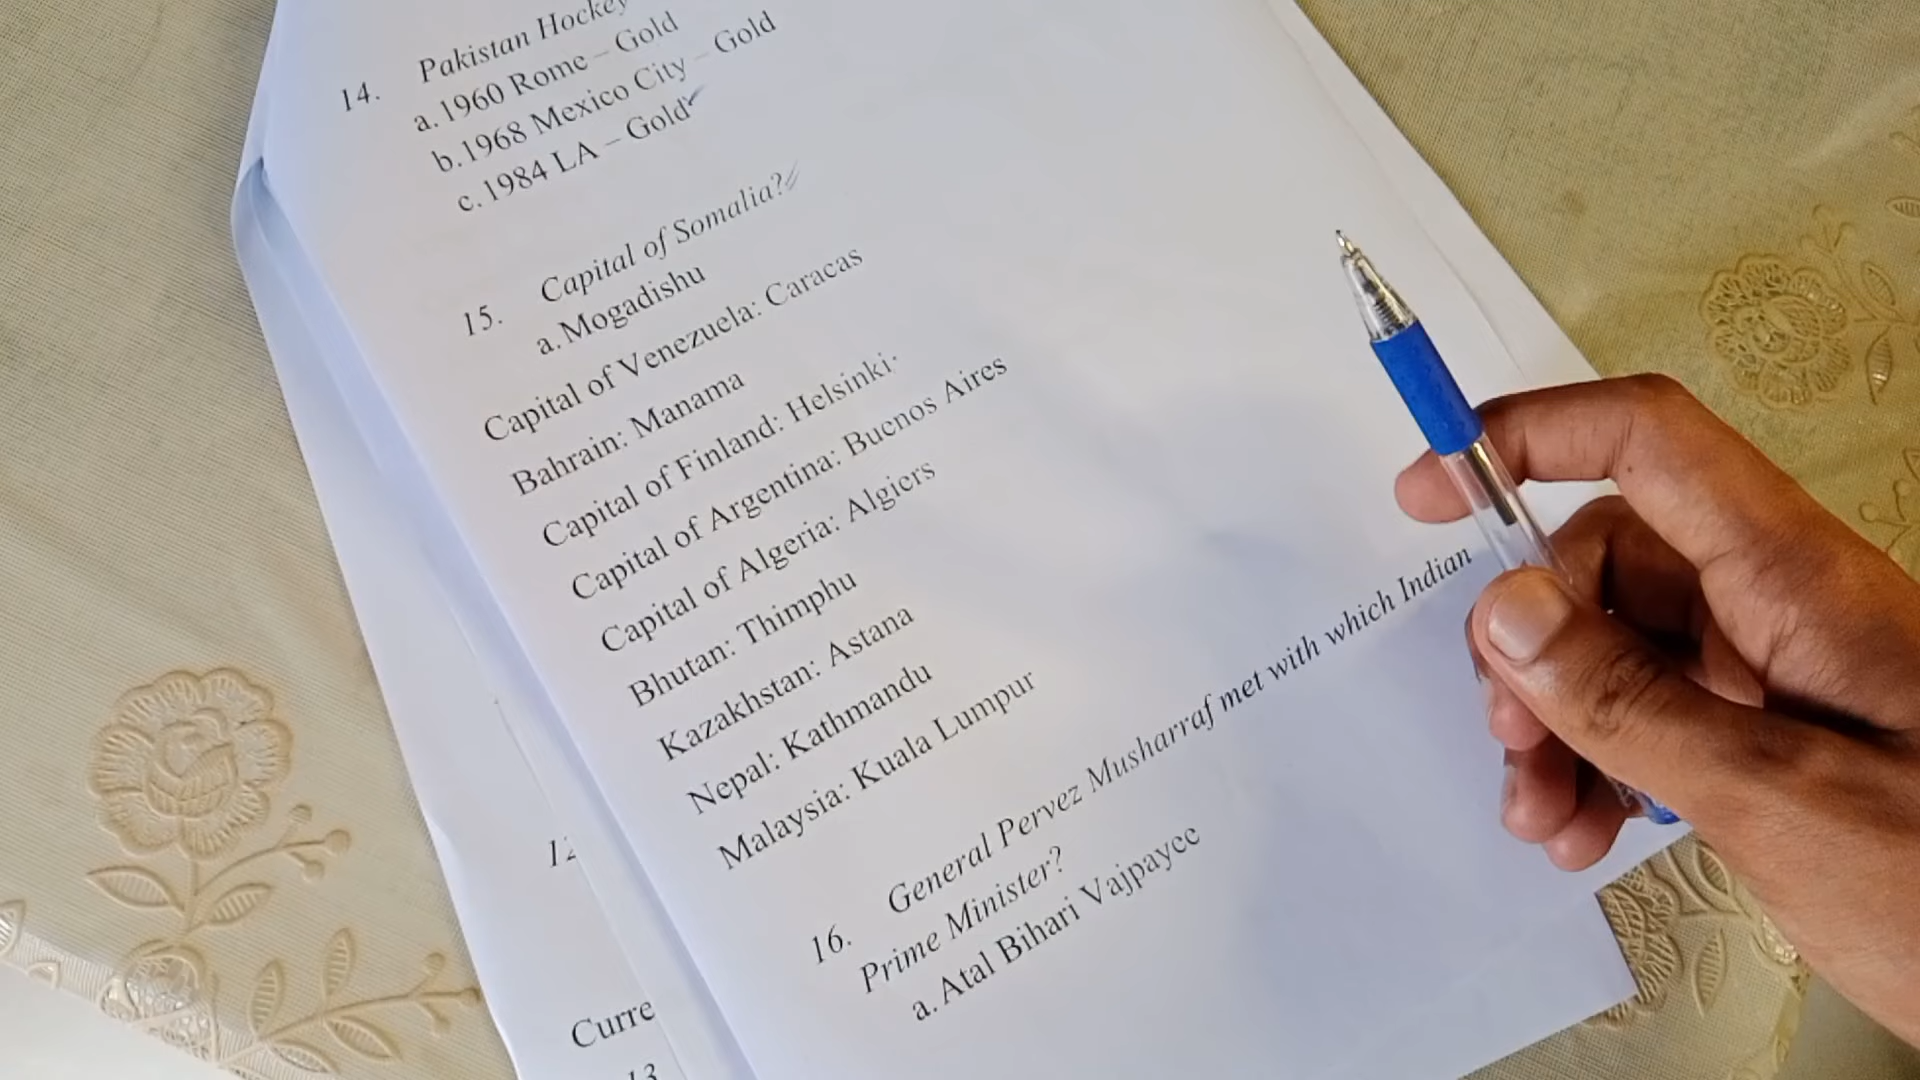 14. Pakistan Hockey
a. 1960 Rome – Gold
b.1968 Mexico City – Gold
c. 1984 LA – Gold
15. Capital of Somalia?
a. Mogadishu
Capital of Venezuela: Caracas
Bahrain: Manama
Capital of Finland: Helsinki
Capital of Argentina: Buenos Aires
Capital of Algeria: Algiers
Bhutan: Thimphu
Kazakhstan: Astana
Nepal: Kathmandu
Malaysia: Kuala Lumpur
16. General Pervez Musharraf met with which Indian
Prime Minister?
a. Atal Bihari Vajpayee
12
Curre
13